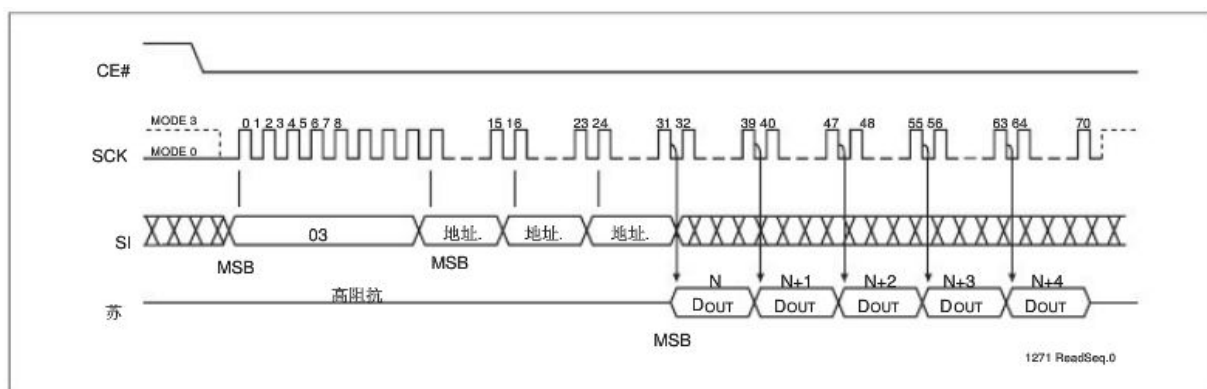 CE#
MODE 3
0 1 2 3 4 5 6 7 8 15 16 23 24 31 32 39 40 47 48 55 56 63 64 70
SCK
MODE 0
SI
03
地址.
地址.
地址.
MSB
MSB
高阻抗
苏
N
N+1
N+2
N+3
N+4
DOUT
DOUT
DOUT
DOUT
DOUT
MSB
1271 ReadSeq.0